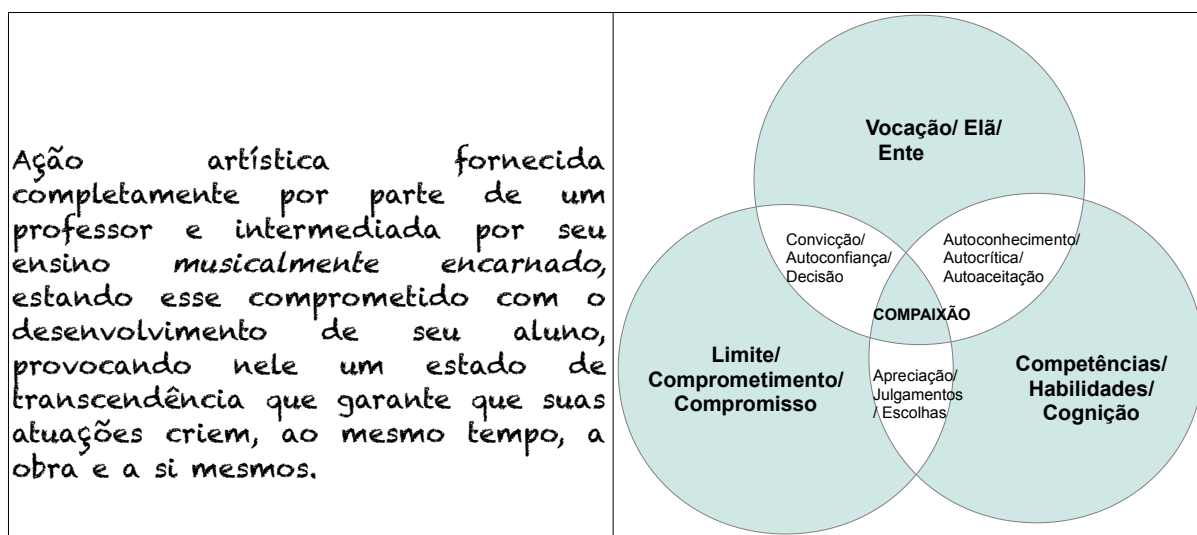 Ação artística fornecida
completamente por parte de um
professor e intermediada por seu
ensino musicalmente encarnado,
estando esse comprometido com o
desenvolvimento de seu aluno,
provocando nele um estado de
transcendência que garante que suas
atuações criem, ao mesmo tempo, a
obra e a si mesmos.
Vocação/ Elã/
Ente
Convicção/
Autoconfiança/
Decisão
Autoconhecimento/
Autocrítica/
Autoaceitação
COMPAIXÃO
Limite/
Comprometimento/
Compromisso
Apreciação/
Julgamentos
/ Escolhas
Competências/
Habilidades/
Cognição